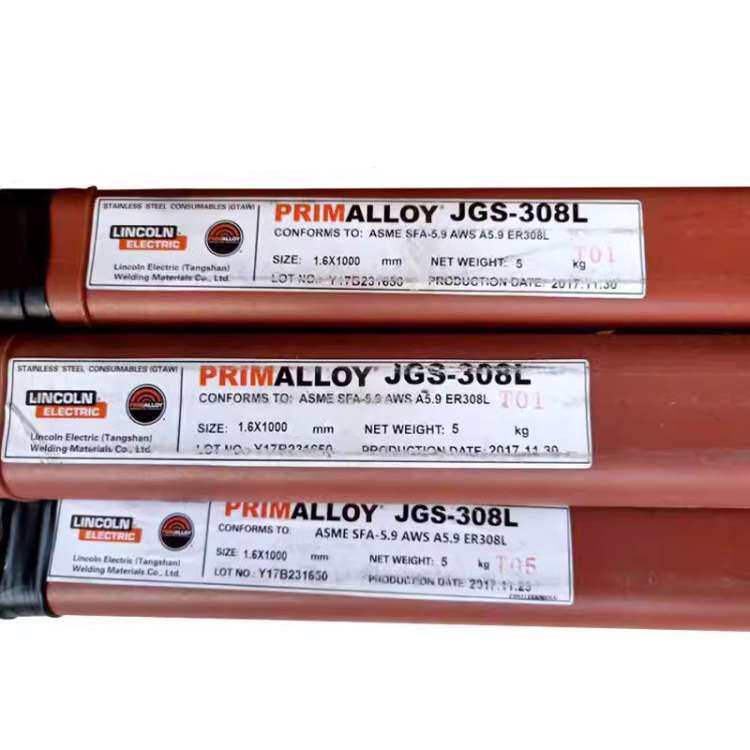 STAINLESS STEEL CONSUMABLES (GTAW)
PRIMALLOY® JGS-308L
LINCOLN ELECTRIC
PRIMALLOY
CONFORMS TO: ASME SFA-5.9 AWS A5.9 ER308L
Lincoln Electric (Tangshan)
Welding Materials Co., Ltd.
SIZE: 1.6X1000 mm NET WEIGHT: 5 kg T01
LOT NO.: Y17B231650 PRODUCTION DATE: 2017.11.30
STAINLESS STEEL CONSUMABLES (GTAW)
PRIMALLOY® JGS-308L
LINCOLN ELECTRIC
PRIMALLOY
CONFORMS TO: ASME SFA-5.9 AWS A5.9 ER308L T01
Lincoln Electric (Tangshan)
Welding Materials Co., Ltd.
SIZE: 1.6X1000 mm NET WEIGHT: 5 kg
LOT NO.: Y17B231650 PRODUCTION DATE: 2017.11.30
PRIMALLOY® JGS-308L
LINCOLN ELECTRIC
PRIMALLOY
CONFORMS TO: ASME SFA-5.9 AWS A5.9 ER308L
Lincoln Electric (Tangshan)
Welding Materials Co., Ltd.
SIZE: 1.6X1000 mm NET WEIGHT: 5 kg T05
LOT NO.: Y17B231650 PRODUCTION DATE: